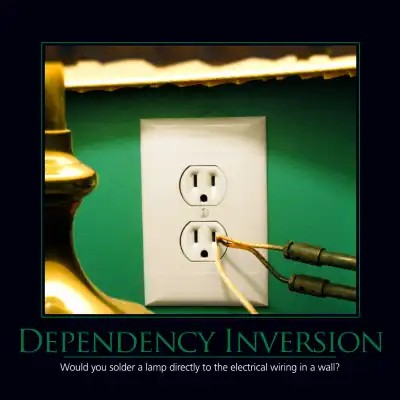 DEPENDENCY INVERSION
Would you solder a lamp directly to the electrical wiring in a wall?